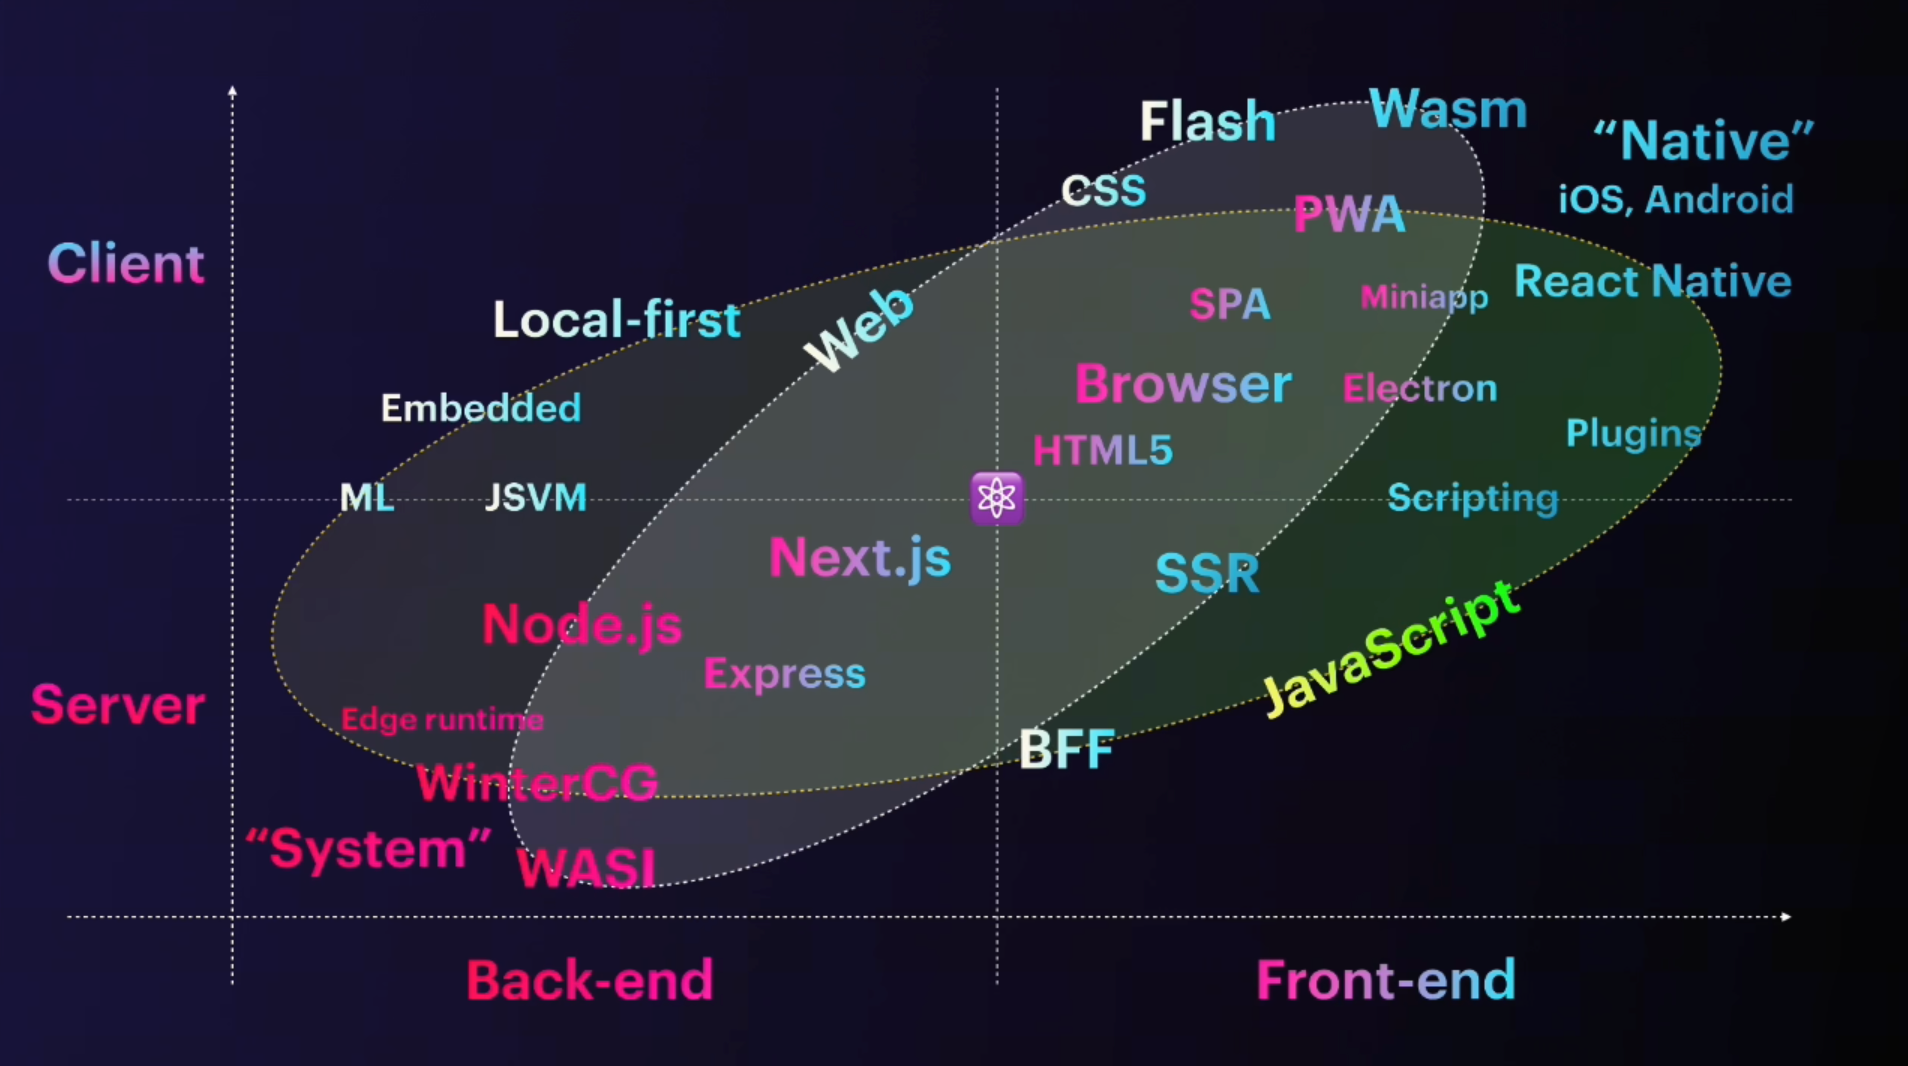 Flash
Wasm
“Native”
iOS, Android
CSS
PWA
Client
React Native
Local-first
Web
SPA
Miniapp
Browser
Electron
Embedded
Plugins
HTML5
ML
JSVM
Scripting
Next.js
SSR
Node.js
JavaScript
Express
Server
Edge runtime
BFF
WinterCG
“System”
WASI
Back-end
Front-end